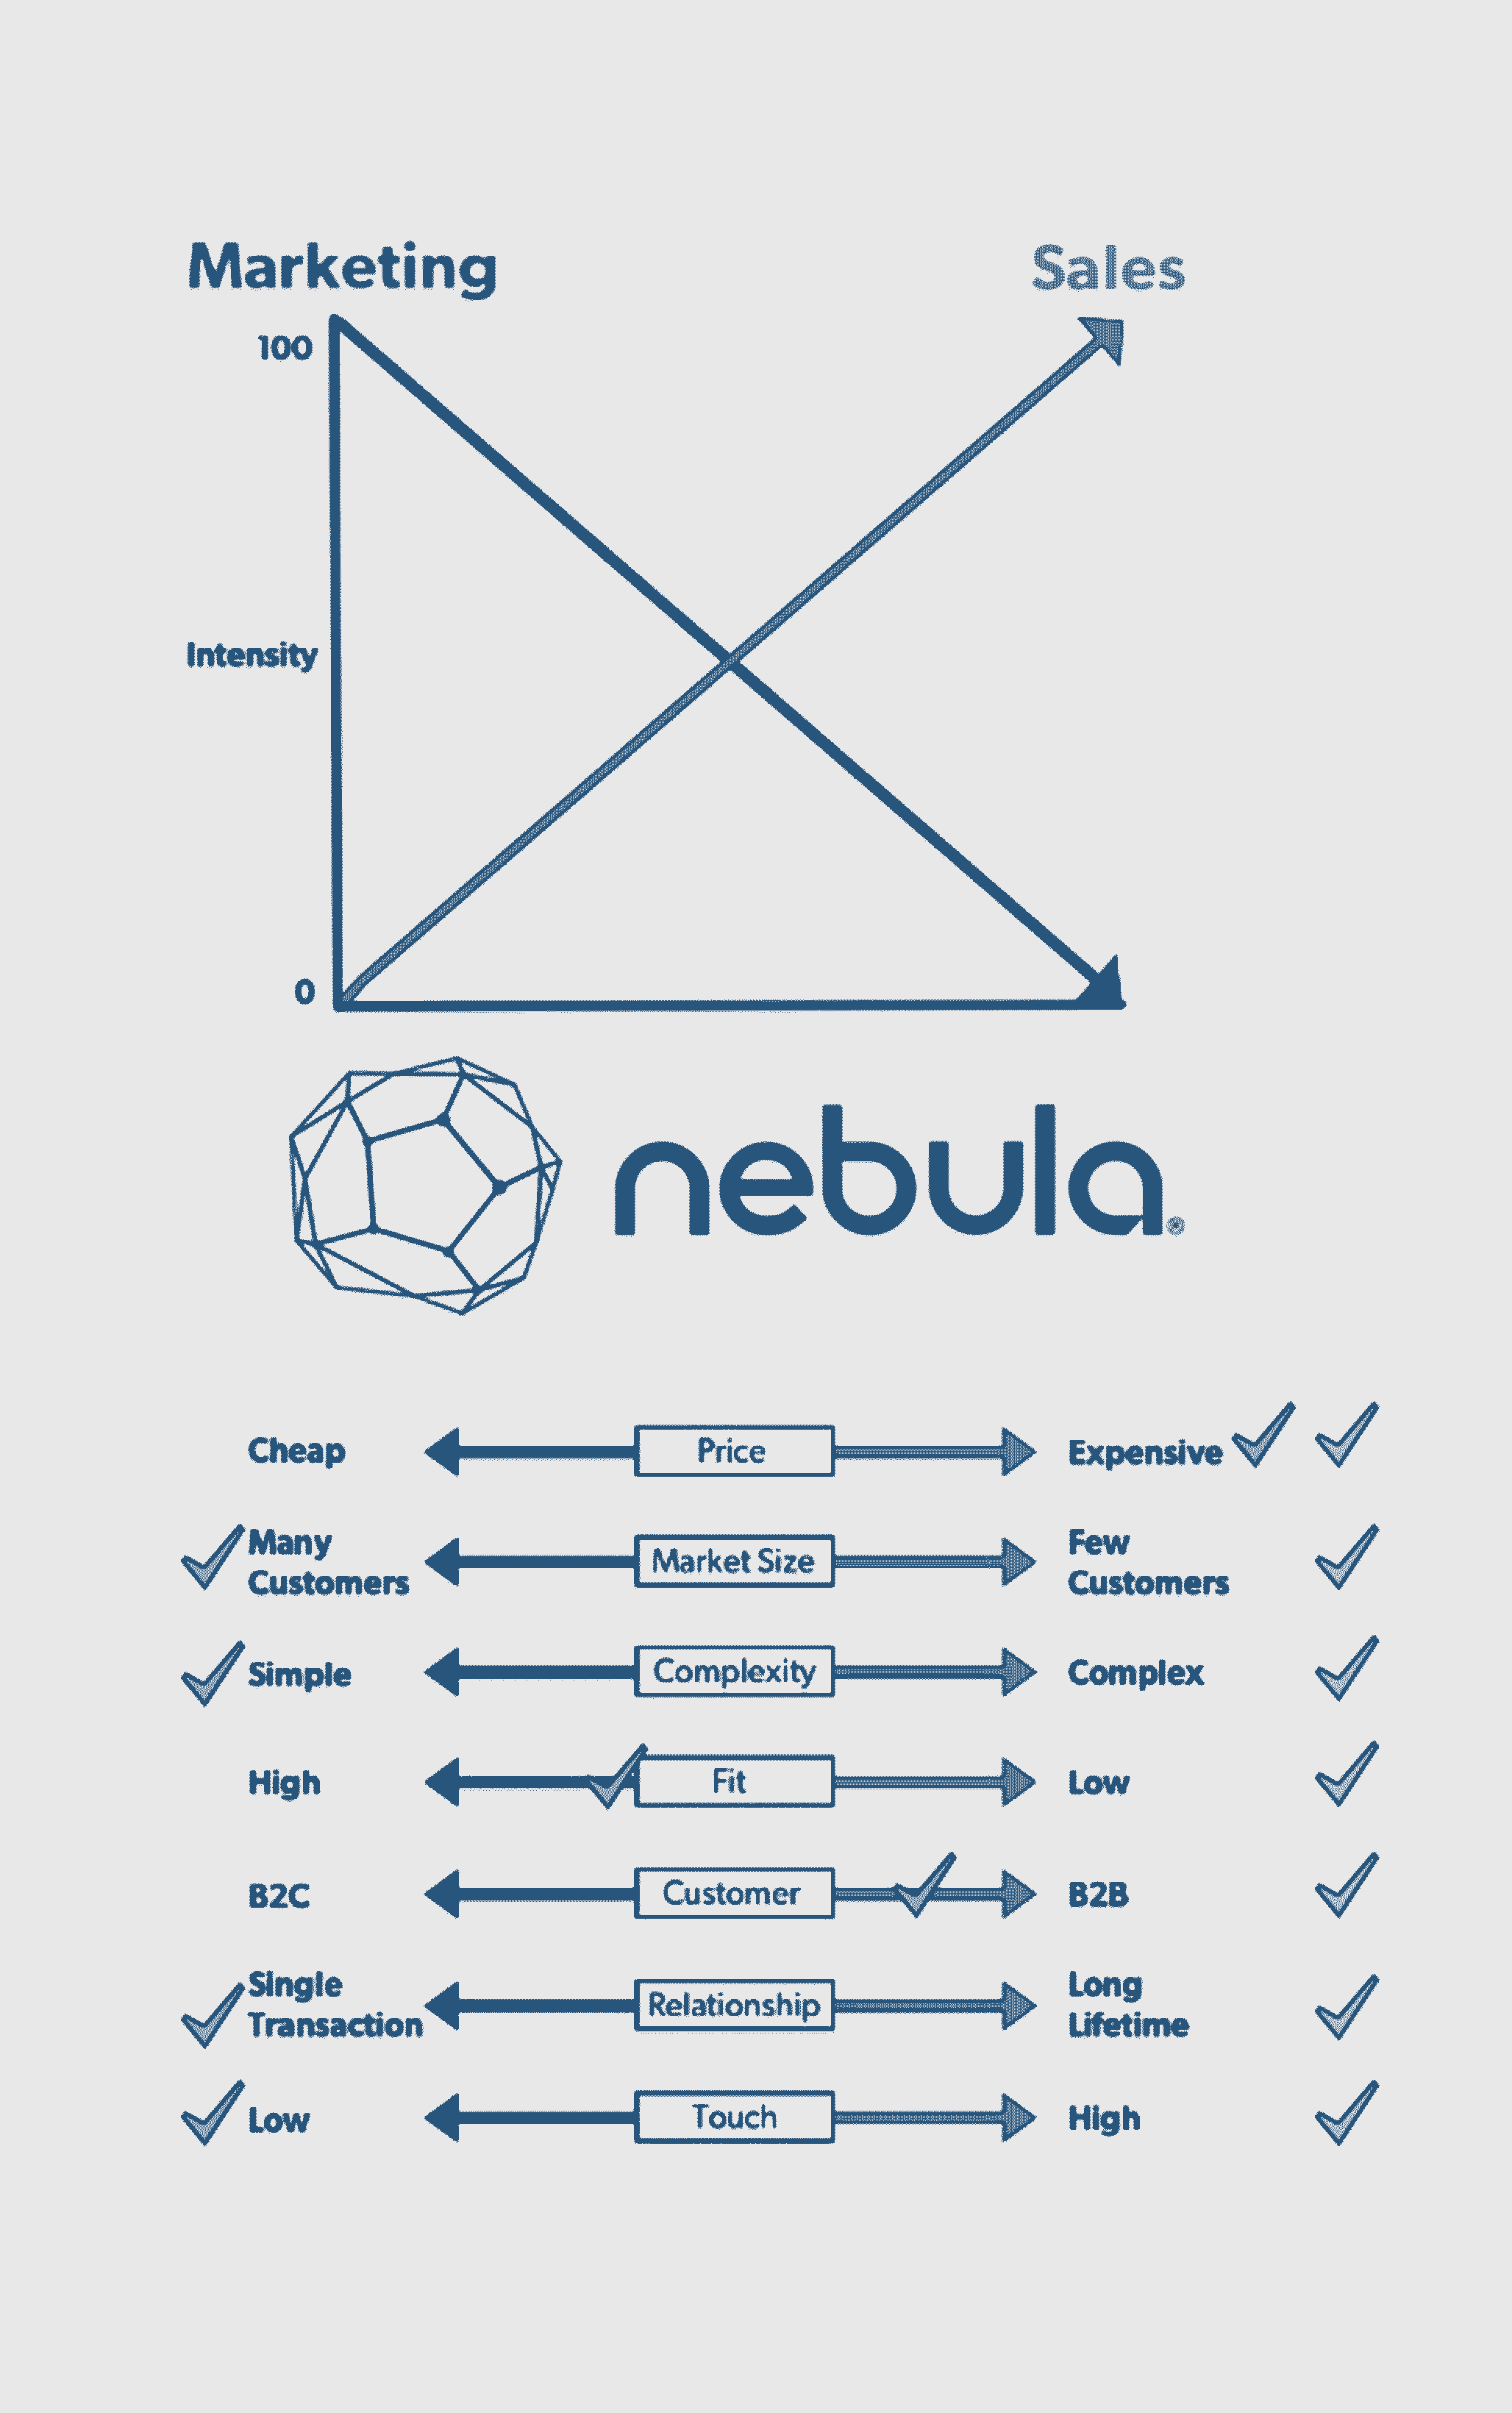 Marketing
Sales
100
Intensity
0
nebula®
Cheap Price Expensive
Many Customers Market Size Few Customers
Simple Complexity Complex
High Fit Low
B2C Customer B2B
Single Transaction Relationship Long Lifetime
Low Touch High